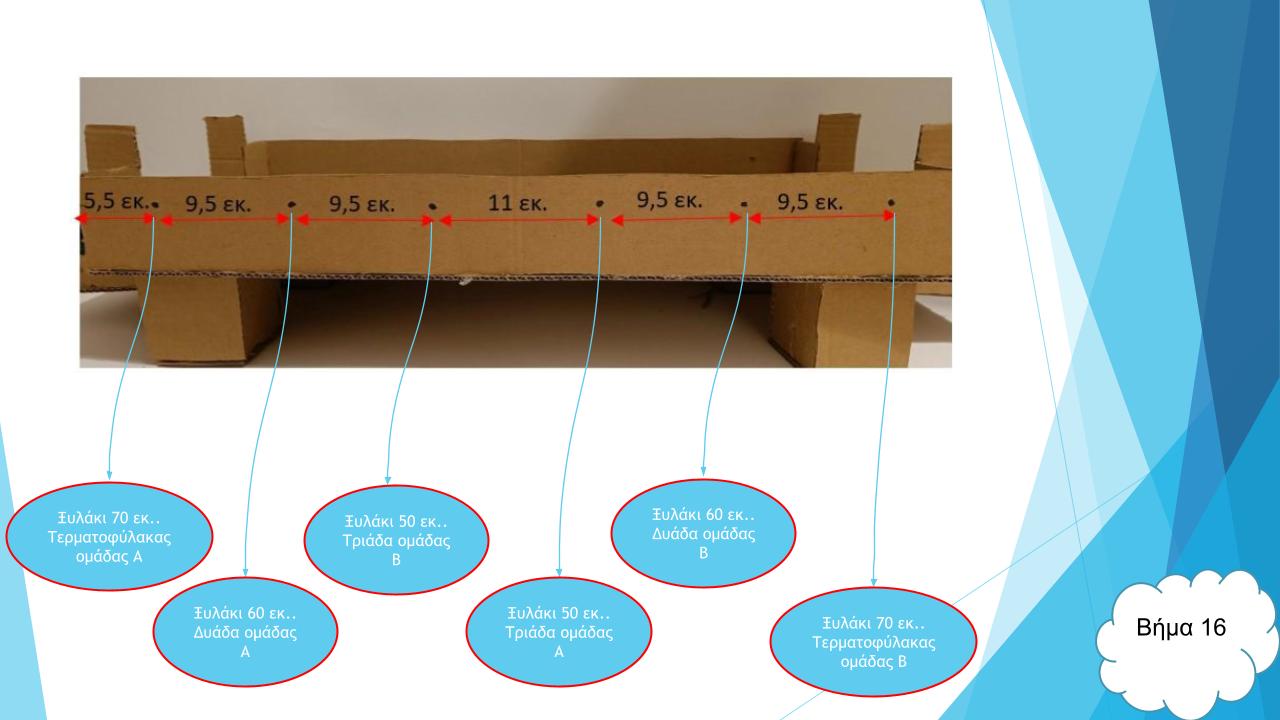 5,5 εκ.
9,5 εκ.
9,5 εκ.
11 εκ.
9,5 εκ.
9,5 εκ.
Ξυλάκι 70 εκ..
Τερματοφύλακας
ομάδας Α
Ξυλάκι 60 εκ..
Δυάδα ομάδας
Α
Ξυλάκι 50 εκ..
Τριάδα ομάδας
Β
Ξυλάκι 50 εκ..
Τριάδα ομάδας
Α
Ξυλάκι 60 εκ..
Δυάδα ομάδας
Β
Ξυλάκι 70 εκ..
Τερματοφύλακας
ομάδας Β
Βήμα 16